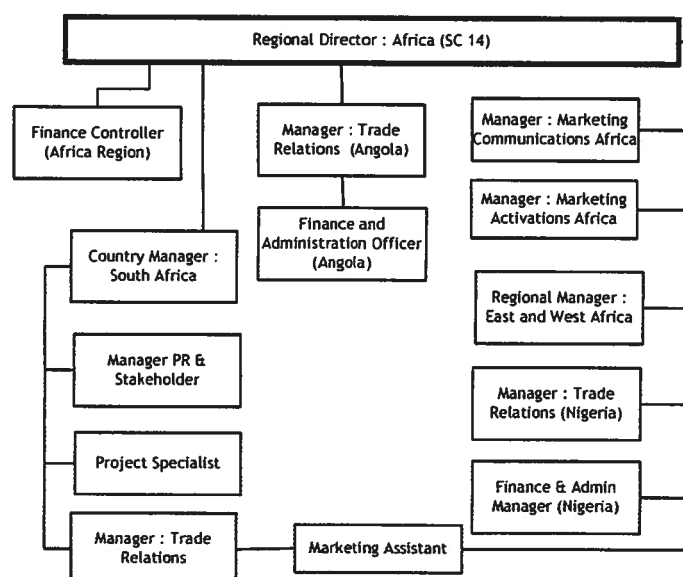 Regional Director : Africa (SC 14)
Finance Controller
(Africa Region)
Manager : Trade
Relations (Angola)
Manager : Marketing
Communications Africa
Manager : Marketing
Activations Africa
Finance and
Administration Officer
(Angola)
Country Manager :
South Africa
Regional Manager :
East and West Africa
Manager PR &
Stakeholder
Manager : Trade
Relations (Nigeria)
Project Specialist
Finance & Admin
Manager (Nigeria)
Manager : Trade
Relations
Marketing Assistant